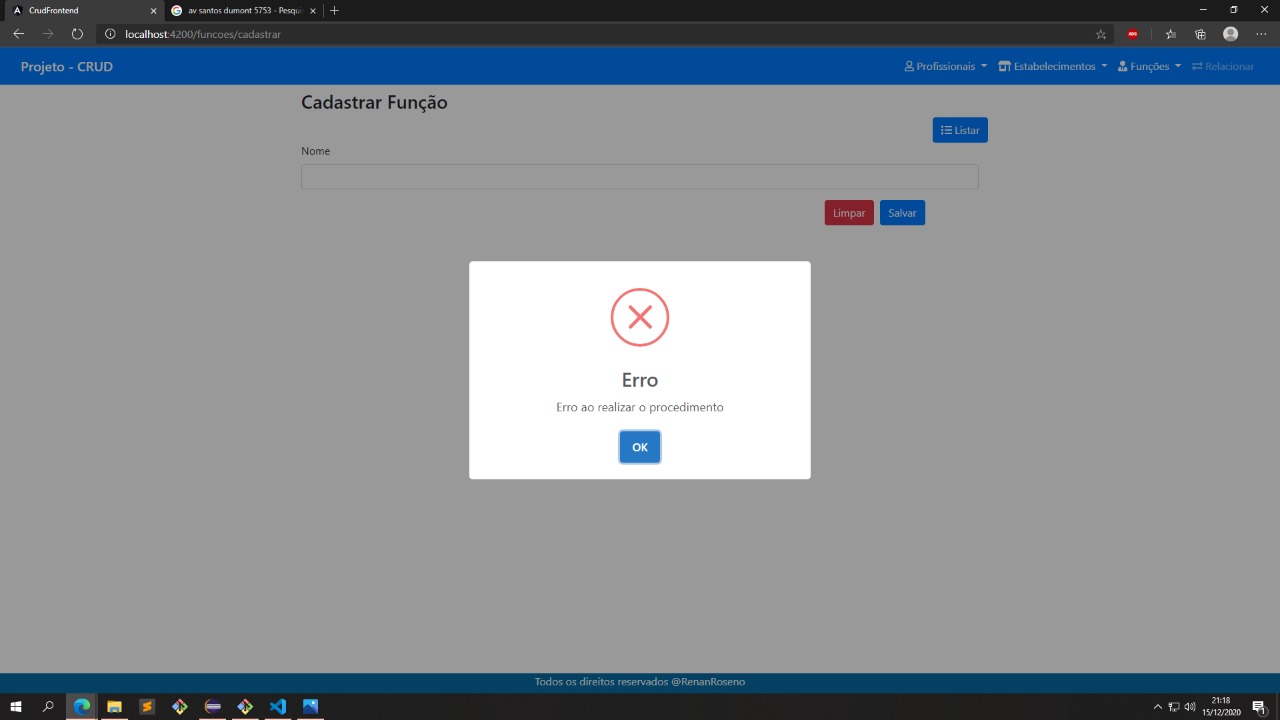 CrudFrontend
av santos dumont 5753 - Pesqui
localhost:4200/funcoes/cadastrar
ABP
Projeto - CRUD
Profissionais
Estabelecimentos
Funções
Relacionar
Cadastrar Função
Listar
Nome
Limpar
Salvar
Erro
Erro ao realizar o procedimento
OK
Todos os direitos reservados @RenanRoseno
21:18
15/12/2020